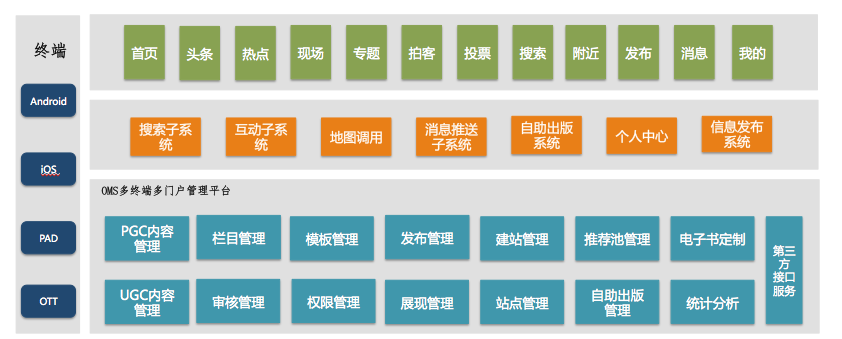 终端
Android
iOS
PAD
OTT
首页 头条 热点 现场 专题 拍客 投票 搜索 附近 发布 消息 我的
搜索子系
统
互动子系
统
地图调用
消息推送
子系统
自助出版
系统
个人中心
信息发布
系统
OMS多终端多门户管理平台
PGC内容
管理
栏目管理
模板管理
发布管理
建站管理
推荐池管理
电子书定制
UGC内容
管理
审核管理
权限管理
展现管理
站点管理
自助出版
管理
统计分析
第三
方
接口
服务